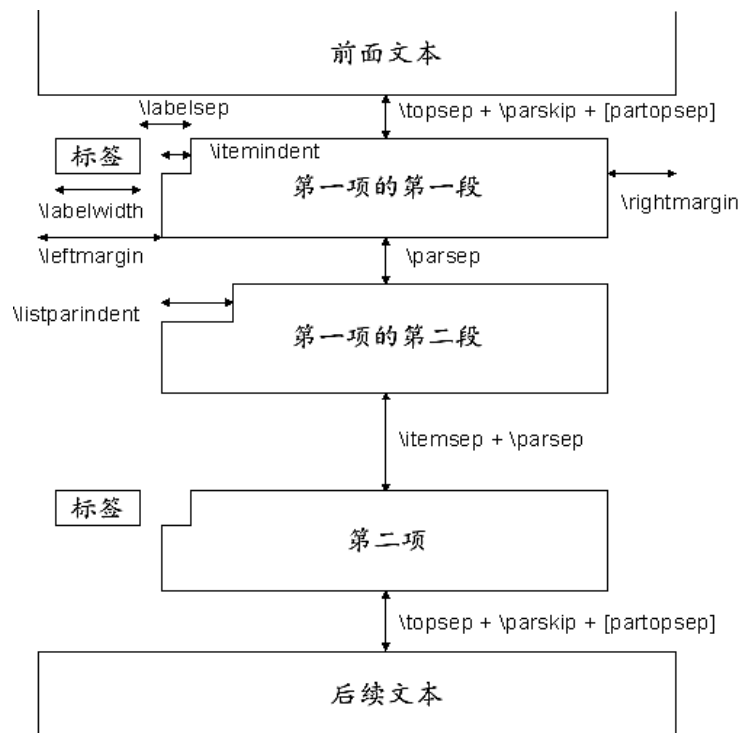 前面文本
\labelsep
\topsep + \parskip + [partopsep]
标签
\itemindent
第一项的第一段
\labelwidth
\rightmargin
\leftmargin
\parsep
\listparindent
第一项的第二段
\itemsep + \parsep
标签
第二项
\topsep + \parskip + [partopsep]
后续文本